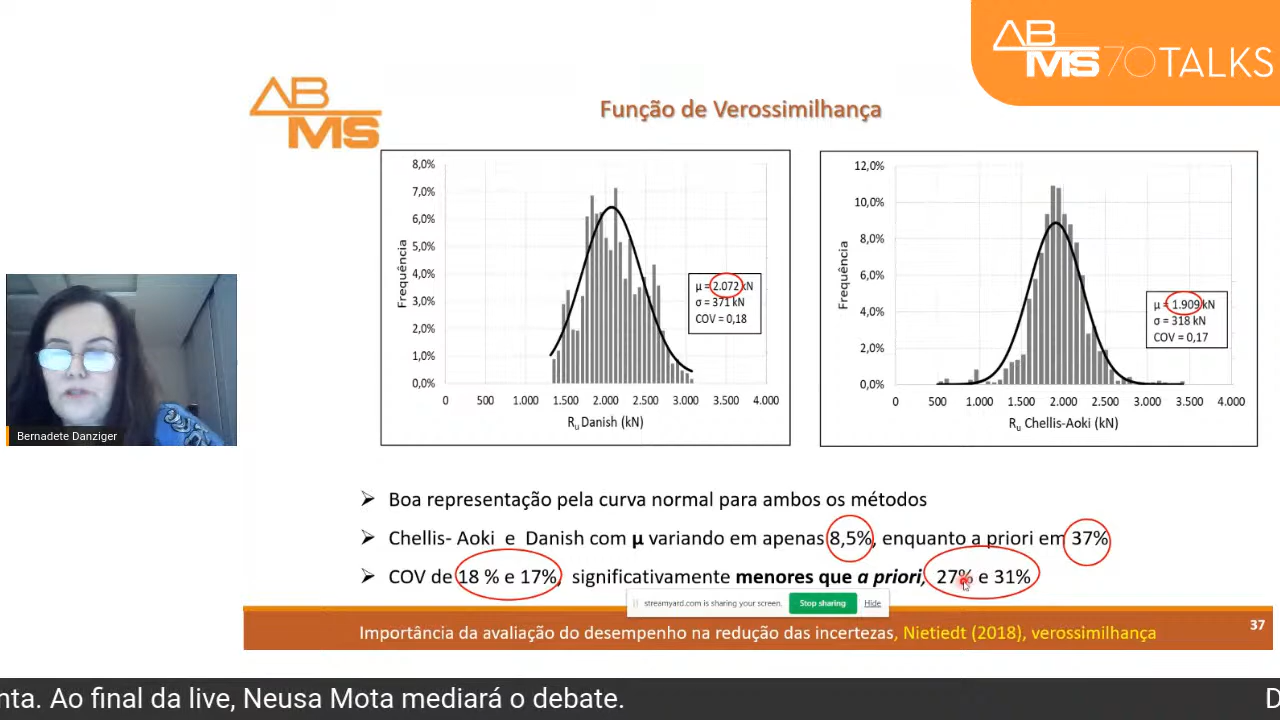 AB
MS 70 TALKS
AB
MS
Função de Verossimilhança
8,0%
7,0%
6,0%
5,0%
4,0%
3,0%
2,0%
1,0%
0,0%
Frequência
0 500 1.000 1.500 2.000 2.500 3.000 3.500 4.000
Ru Danish (kN)
μ = 2.072 kN
σ = 371 kN
COV = 0,18
12,0%
10,0%
8,0%
6,0%
4,0%
2,0%
0,0%
Frequência
0 500 1.000 1.500 2.000 2.500 3.000 3.500 4.000
Ru Chellis-Aoki (kN)
μ = 1.909 kN
σ = 318 kN
COV = 0,17
Bernadete Danziger
➢ Boa representação pela curva normal para ambos os métodos
➢ Chellis- Aoki e Danish com μ variando em apenas 8,5%, enquanto a priori em 37%
➢ COV de 18 % e 17%, significativamente menores que a priori, 27% e 31%
streamyard.com is sharing your screen. Stop sharing Hide
Importância da avaliação do desempenho na redução das incertezas, Nietiedt (2018), verossimilhança
37
nta. Ao final da live, Neusa Mota mediará o debate. D